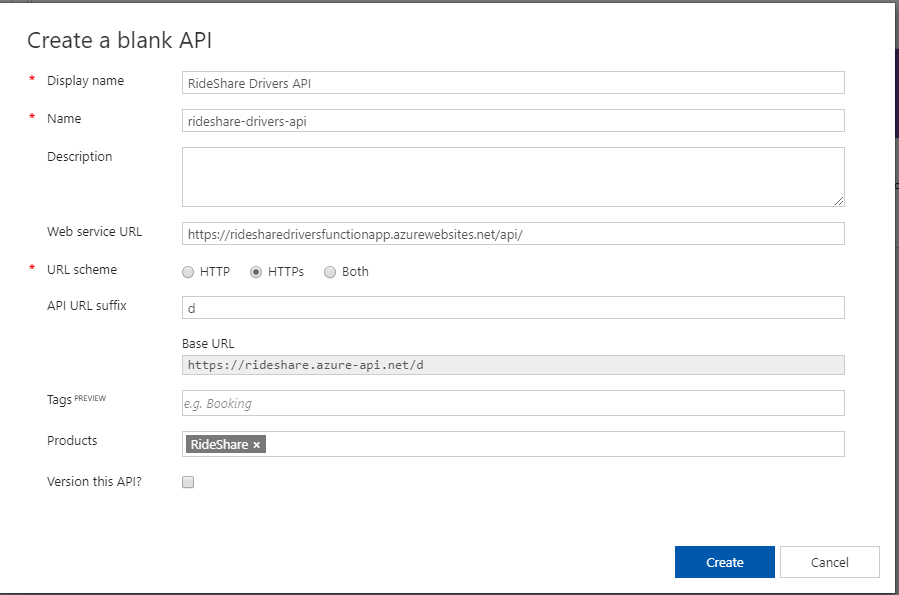 Create a blank API
* Display name
RideShare Drivers API
* Name
rideshare-drivers-api
Description
Web service URL
https://ridesharedriversfunctionapp.azurewebsites.net/api/
* URL scheme
HTTP HTTPs Both
API URL suffix
d
Base URL
https://rideshare.azure-api.net/d
Tags PREVIEW
e.g. Booking
Products
RideShare ×
Version this API?
Create Cancel